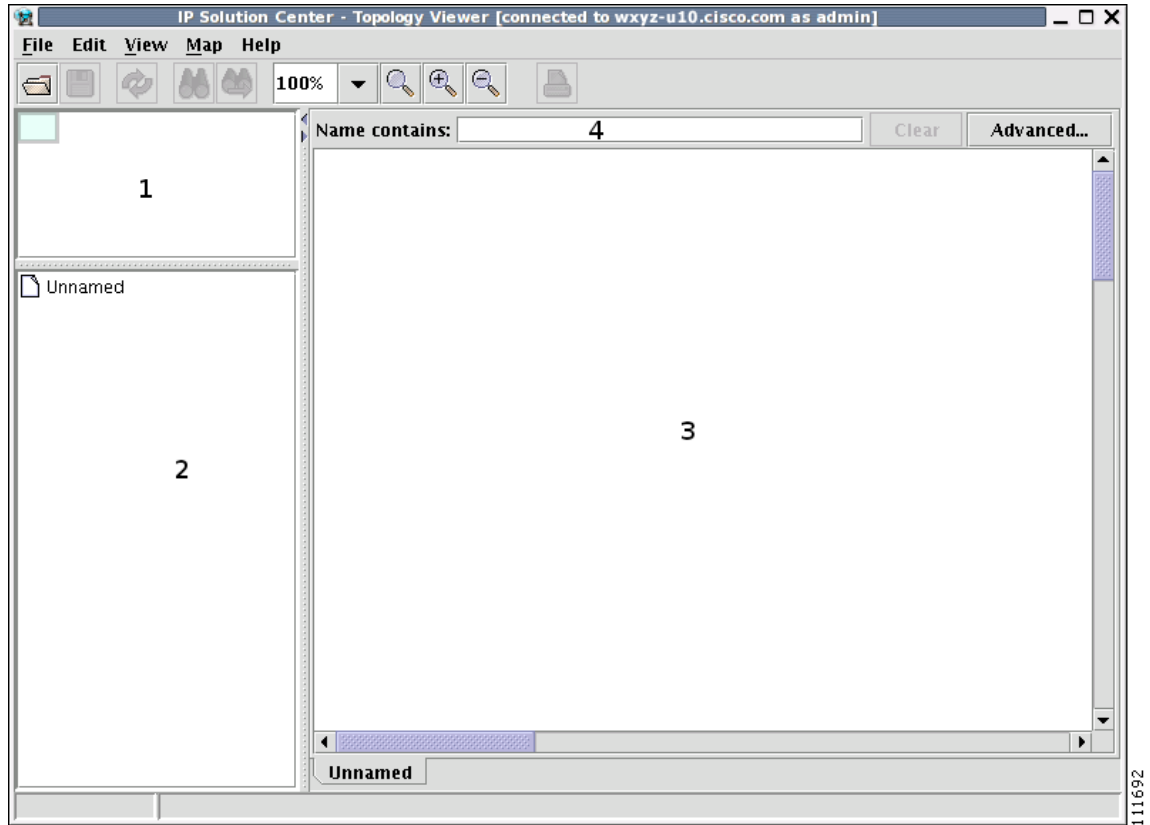 IP Solution Center - Topology Viewer [connected to wxyz-u10.cisco.com as admin]
File Edit View Map Help
100%
Name contains: 4 Clear Advanced...
1
Unnamed
2
3
Unnamed
111692